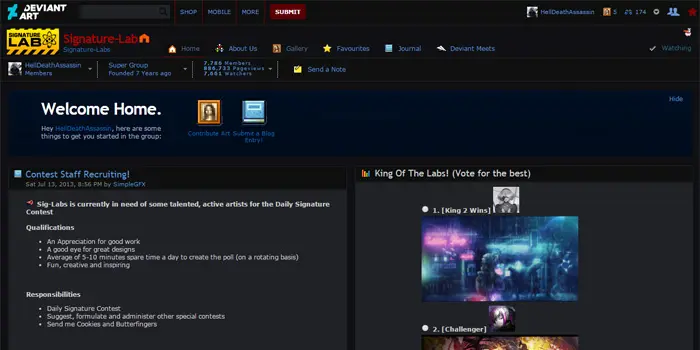 DEVIANT
ART
SHOP MOBILE MORE SUBMIT
HellDeathAssassin 5 174
SIGNATURE
LAB
Signature-Lab
Signature-Labs
Home About Us Gallery Favourites Journal Deviant Meets
Watching
HellDeathAssassin
Members
Super Group
Founded 7 Years ago
7,786 Members
866,733 Pageviews
7,661 Watchers
Send a Note
Welcome Home.
Hey HellDeathAssassin, here are some
things to get you started in the group:
Contribute Art
Submit a Blog
Entry!
Hide
Contest Staff Recruiting!
Sat Jul 13, 2013, 8:56 PM by SimpleGFX
Sig-Labs is currently in need of some talented, active artists for the Daily Signature
Contest
Qualifications
An Appreciation for good work
A good eye for great designs
Average of 5-10 minutes spare time a day to create the poll (on a rotating basis)
Fun, creative and inspiring
Responsibilities
Daily Signature Contest
Suggest, formulate and administer other special contests
Send me Cookies and Butterfingers
King Of The Labs! (Vote for the best)
1. [King 2 Wins]
2. [Challenger]